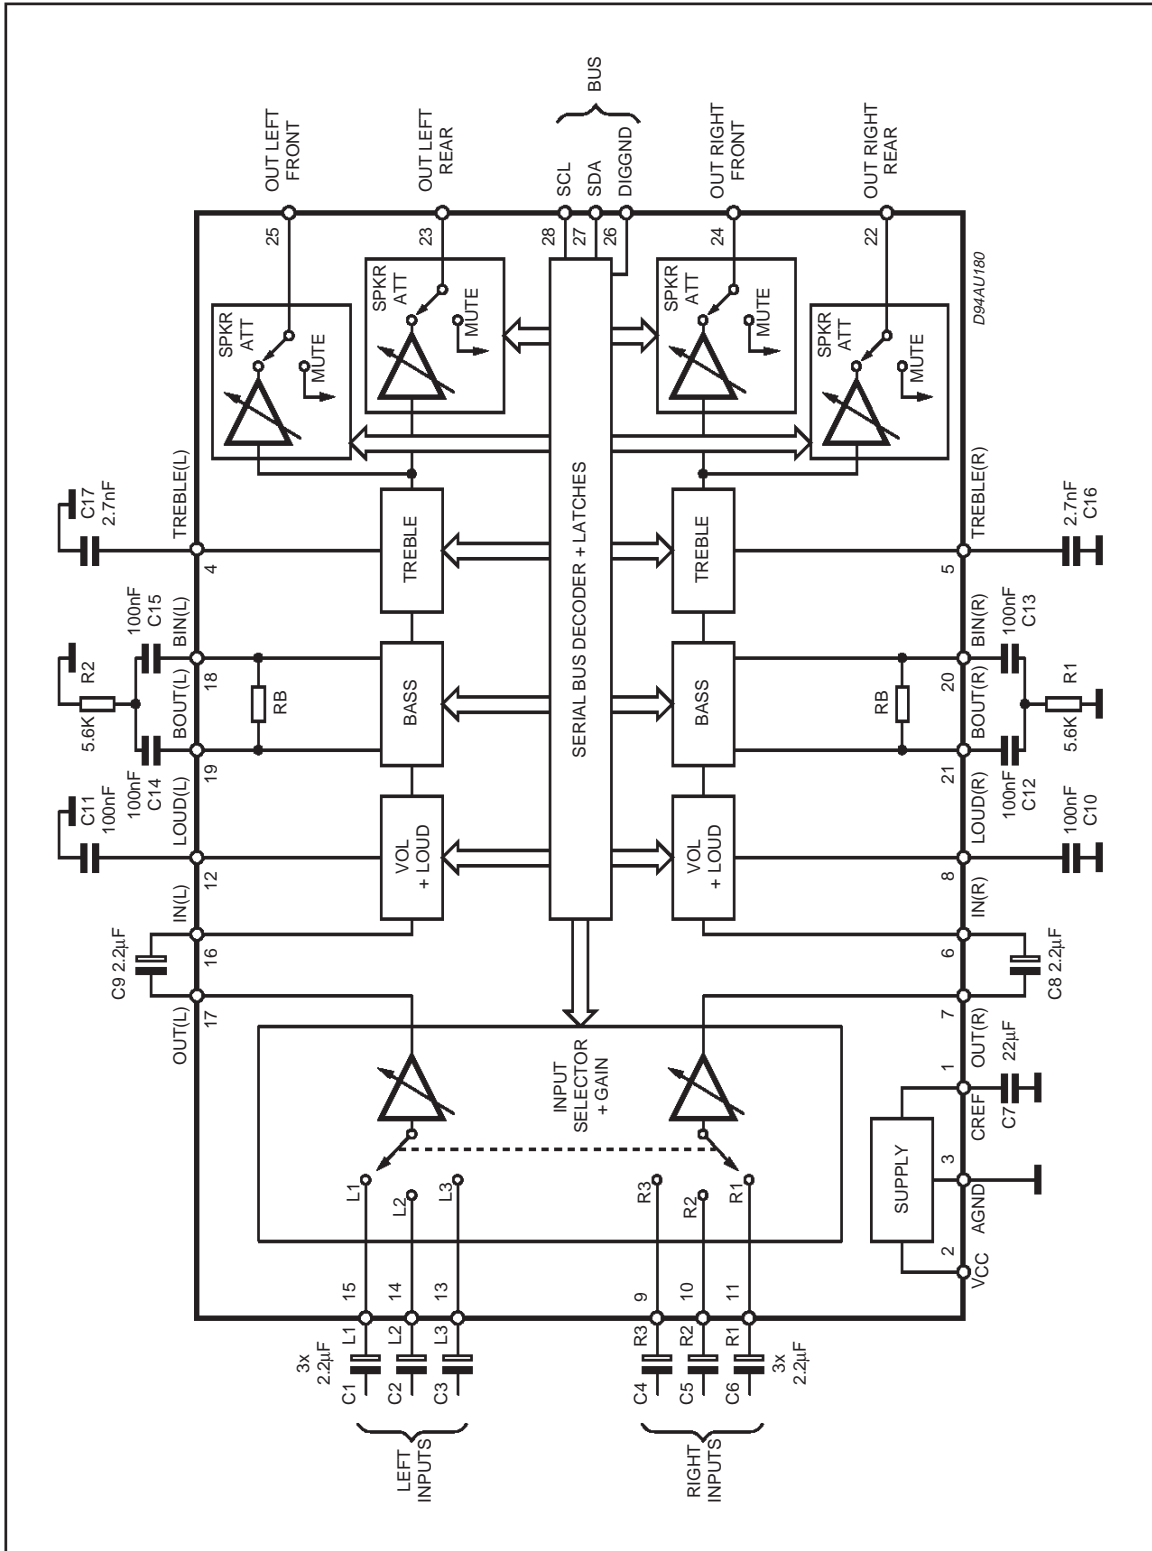 3x
2.2µF
C1
C2
C3
L1
L2
L3
15
14
13
LEFT
INPUTS
L1
L2
L3
C4
C5
C6
R3
R2
R1
9
10
11
3x
2.2µF
RIGHT
INPUTS
R3
R2
R1
INPUT
SELECTOR
+ GAIN
OUT(L)
17
C9 2.2µF
16
IN(L)
12
LOUD(L)
C11
100nF
19
BOUT(L)
100nF
C14
5.6K
R2
18
BIN(L)
100nF
C15
4
TREBLE(L)
C17
2.7nF
RB
VOL
+ LOUD
BASS
TREBLE
SPKR
ATT
MUTE
25
OUT LEFT
FRONT
SPKR
ATT
MUTE
23
OUT LEFT
REAR
SERIAL BUS DECODER + LATCHES
28
27
26
SCL
SDA
DIGGND
BUS
VOL
+ LOUD
BASS
TREBLE
RB
SPKR
ATT
MUTE
24
OUT RIGHT
FRONT
SPKR
ATT
MUTE
22
OUT RIGHT
REAR
SUPPLY
2
VCC
3
AGND
1
CREF
C7
22µF
7
OUT(R)
C8 2.2µF
6
IN(R)
8
LOUD(R)
100nF
C10
21
BOUT(R)
100nF
C12
5.6K
R1
20
BIN(R)
100nF
C13
5
TREBLE(R)
2.7nF
C16
D94AU180